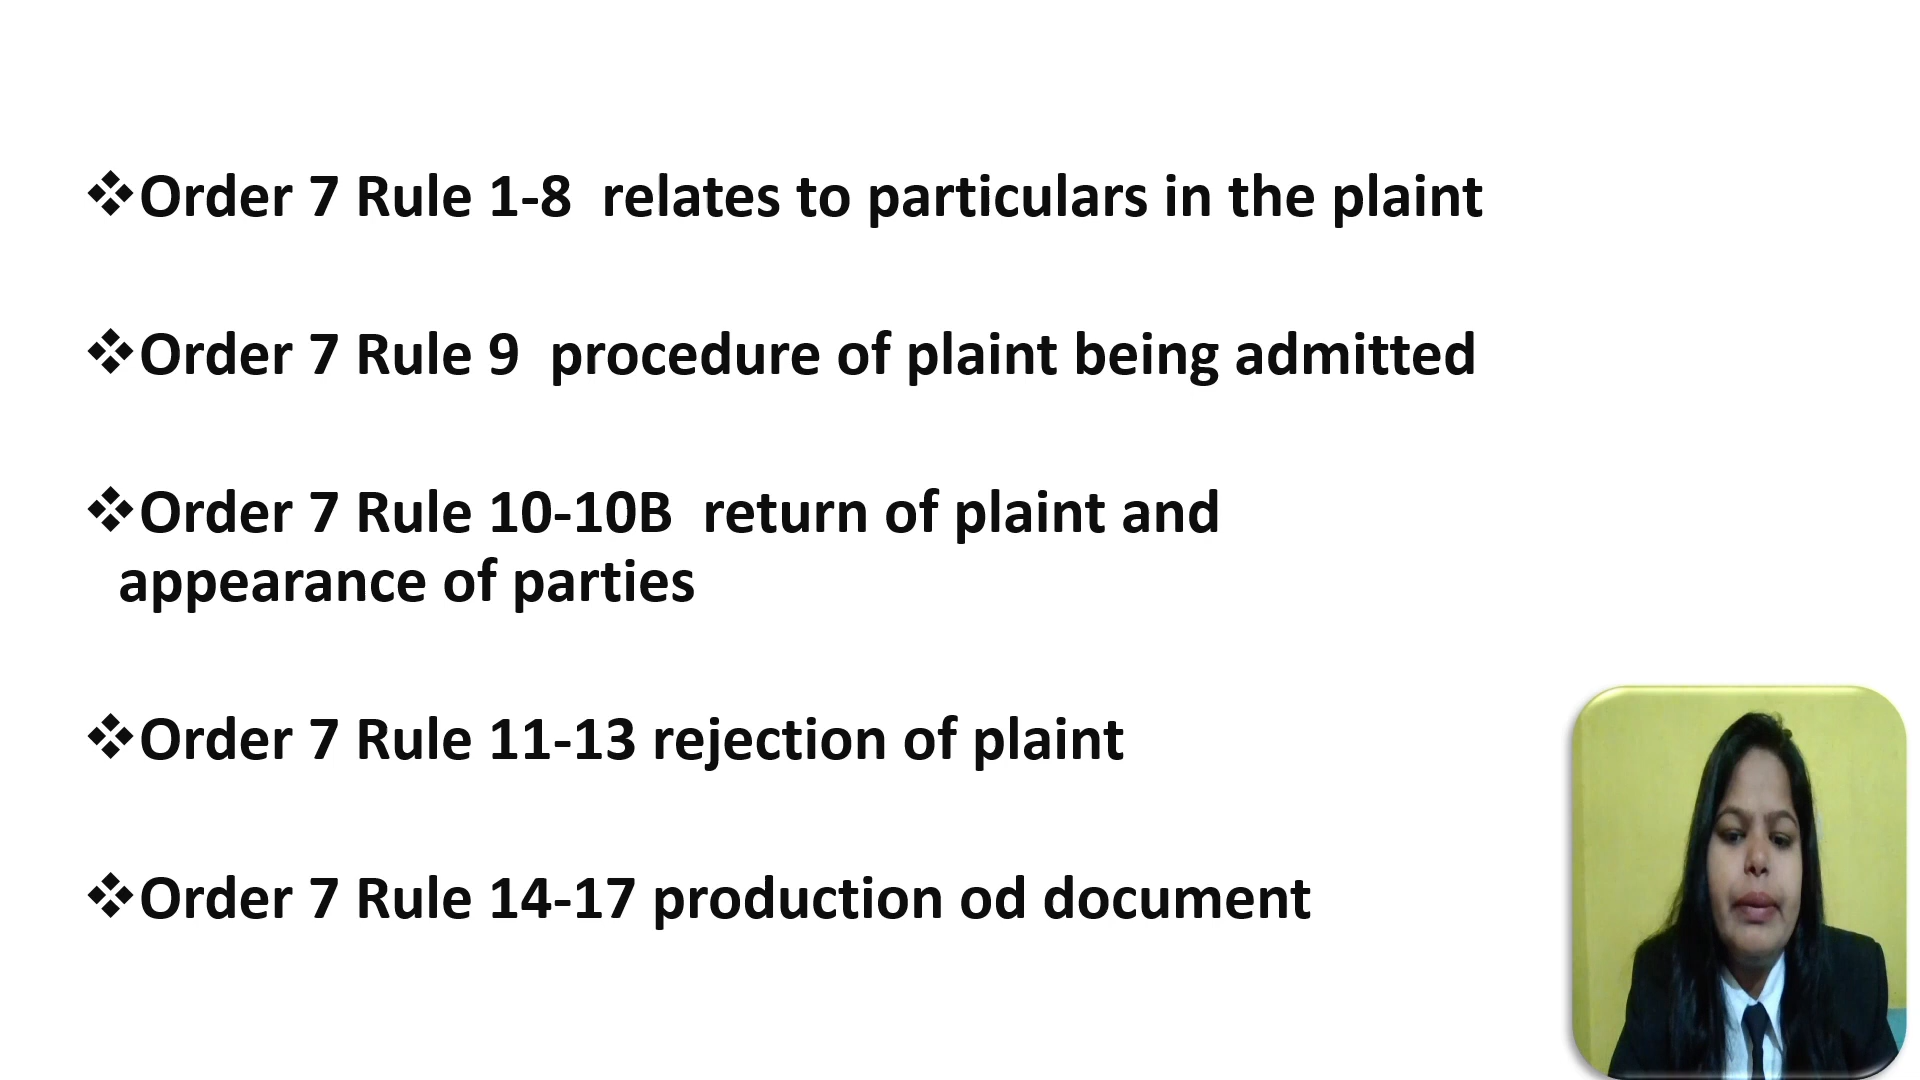 ❖Order 7 Rule 1-8  relates to particulars in the plaint
❖Order 7 Rule 9  procedure of plaint being admitted
❖Order 7 Rule 10-10B  return of plaint and
appearance of parties
❖Order 7 Rule 11-13 rejection of plaint
❖Order 7 Rule 14-17 production od document